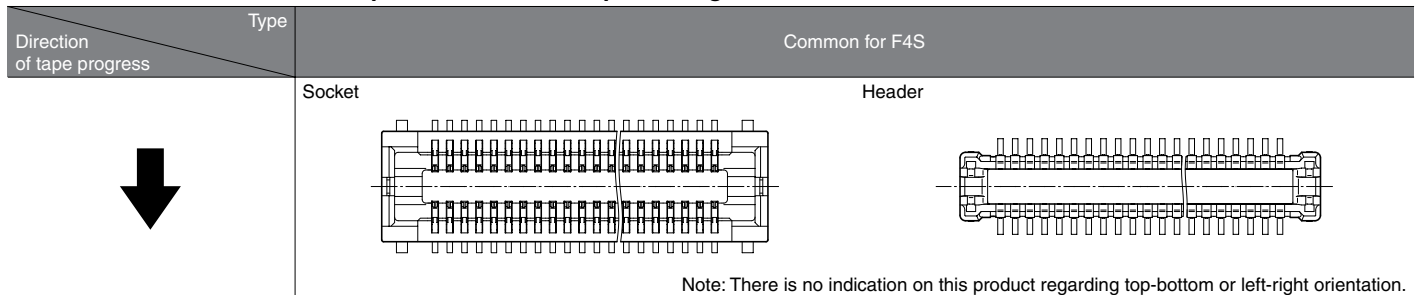 Type
Direction
of tape progress
Common for F4S
Socket
Header
Note: There is no indication on this product regarding top-bottom or left-right orientation.